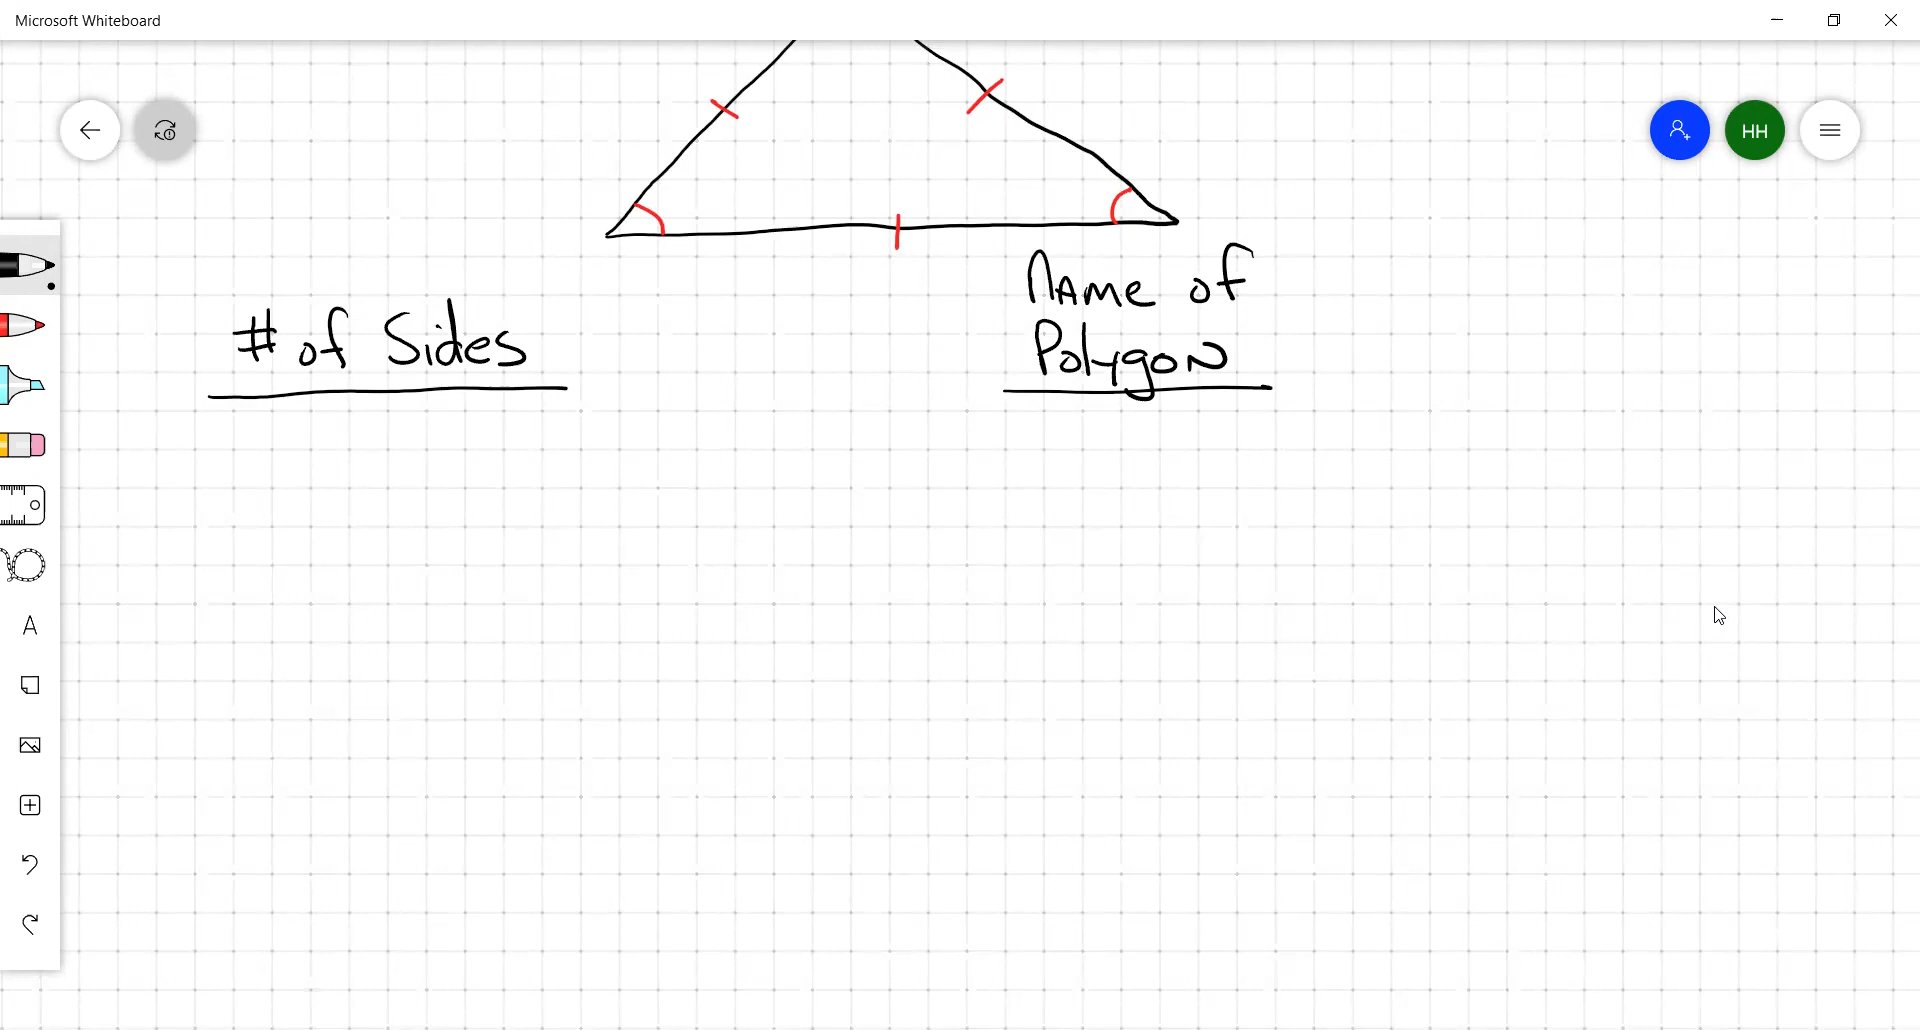 Microsoft Whiteboard
HH
# of Sides
Name of
Polygon
A